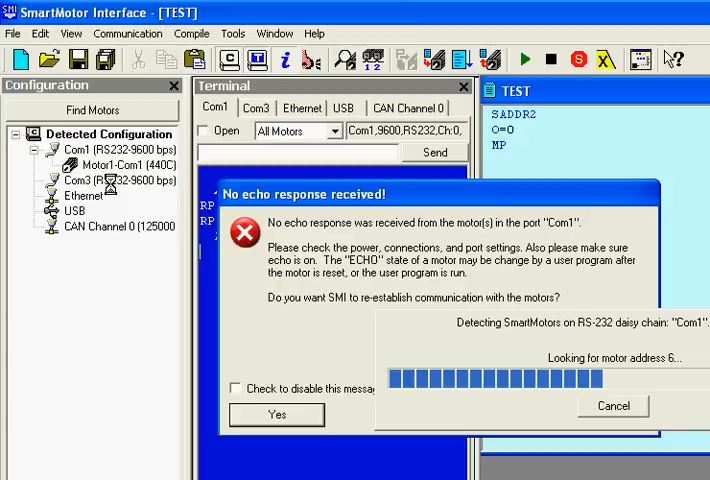 SmartMotor Interface - [TEST]
File Edit View Communication Compile Tools Window Help
Configuration
Find Motors
Detected Configuration
Com1 (RS232-9600 bps)
Motor1-Com1 (440C)
Com3 (RS232-9600 bps)
Ethernet
USB
CAN Channel 0 (125000
Terminal
Com1 Com3 Ethernet USB CAN Channel 0
Open All Motors Com1,9600,RS232,Ch:0,
Send
RP
RP
TEST
SADDR2
O=0
MP
No echo response received!
No echo response was received from the motor(s) in the port "Com1".
Please check the power, connections, and port settings. Also please make sure
echo is on. The "ECHO" state of a motor may be changed by a user program after
the motor is reset, or the user program is run.
Do you want SMI to re-establish communication with the motors?
Check to disable this messa
Yes
Detecting SmartMotors on RS-232 daisy chain: "Com1".
Looking for motor address 6...
Cancel